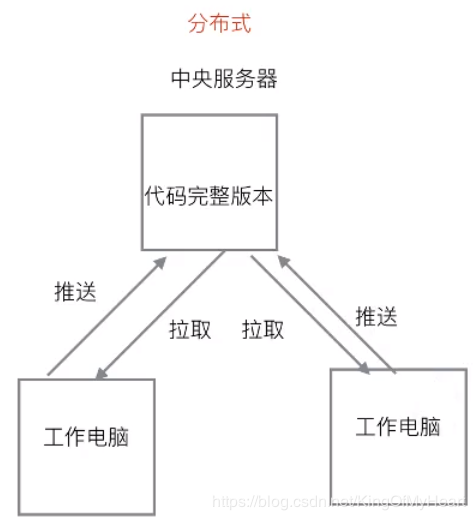 分布式
中央服务器
代码完整版本
推送
拉取
拉取
推送
工作电脑
工作电脑
https://blog.csdn.net/KingOfMyHeart